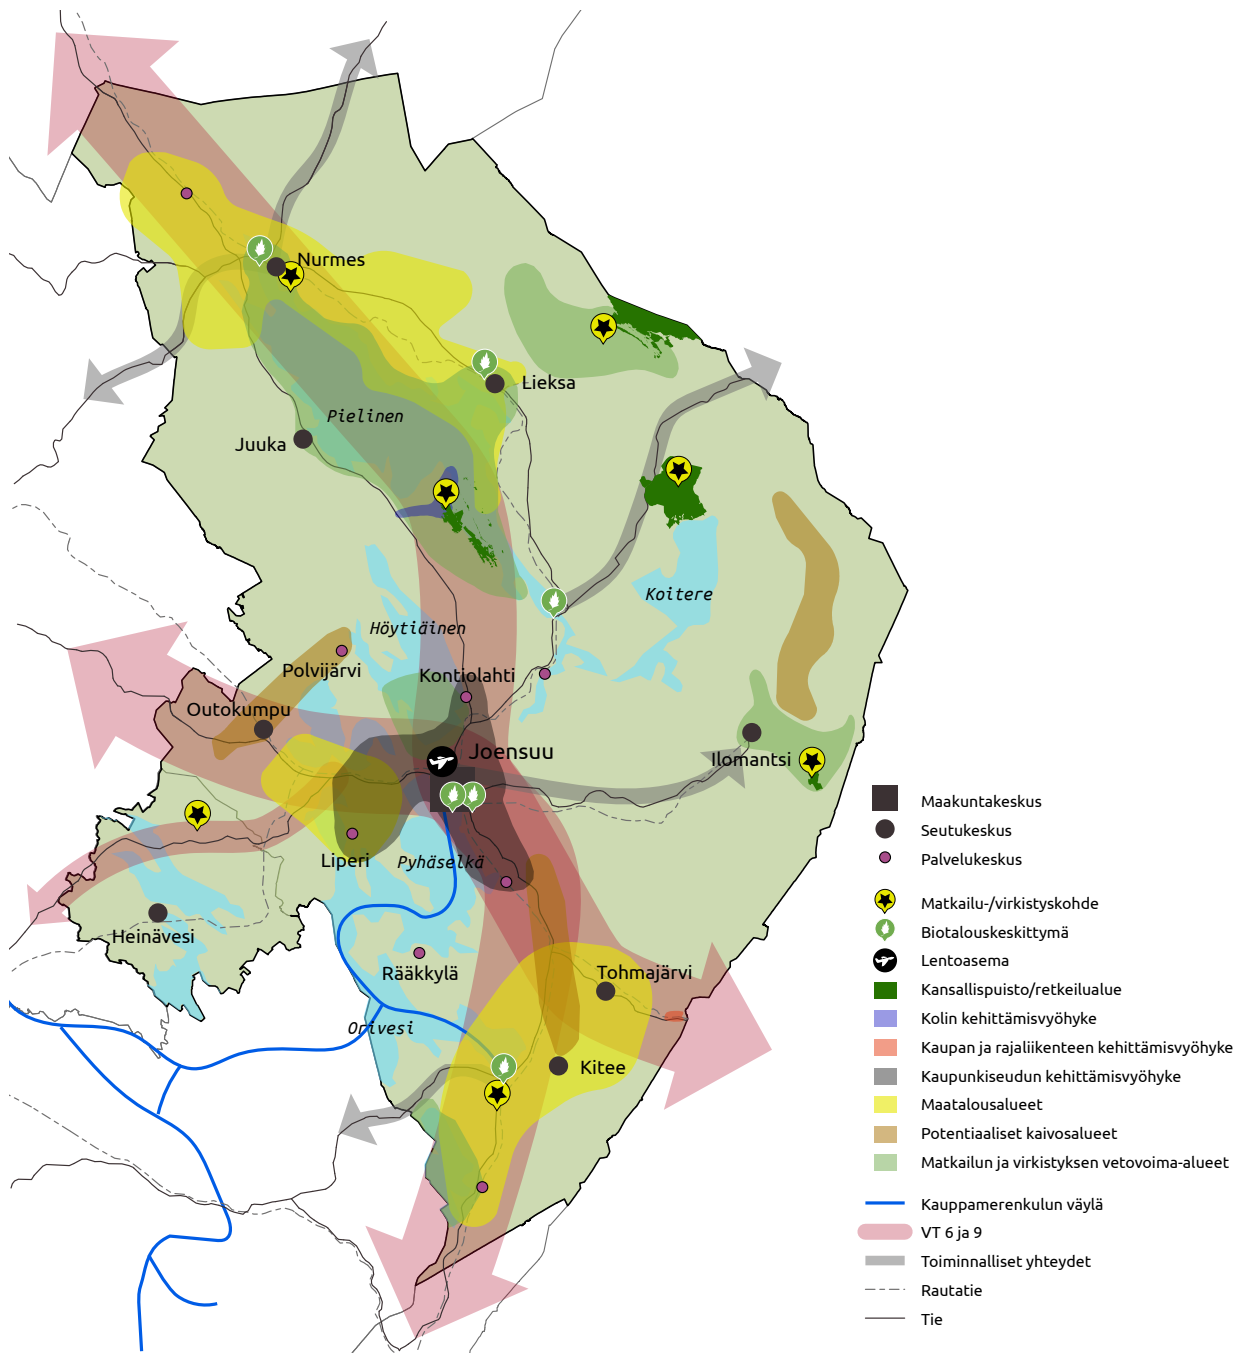 Nurmes
Lieksa
Pielinen
Juuka
Koitere
Höytiäinen
Polvijärvi
Kontiolahti
Outokumpu
Joensuu
Ilomantsi
Liperi
Pyhäselkä
Heinävesi
Rääkkylä
Tohmajärvi
Orivesi
Kitee
Maakuntakeskus
Seutukeskus
Palvelukeskus
Matkailu-/virkistyskohde
Biotalouskeskittymä
Lentoasema
Kansallispuisto/retkeilualue
Kolin kehittämisvyöhyke
Kaupan ja rajaliikenteen kehittämisvyöhyke
Kaupunkiseudun kehittämisvyöhyke
Maatalousalueet
Potentiaaliset kaivosalueet
Matkailun ja virkistyksen vetovoima-alueet
Kauppamerenkulun väylä
VT 6 ja 9
Toiminnalliset yhteydet
Rautatie
Tie